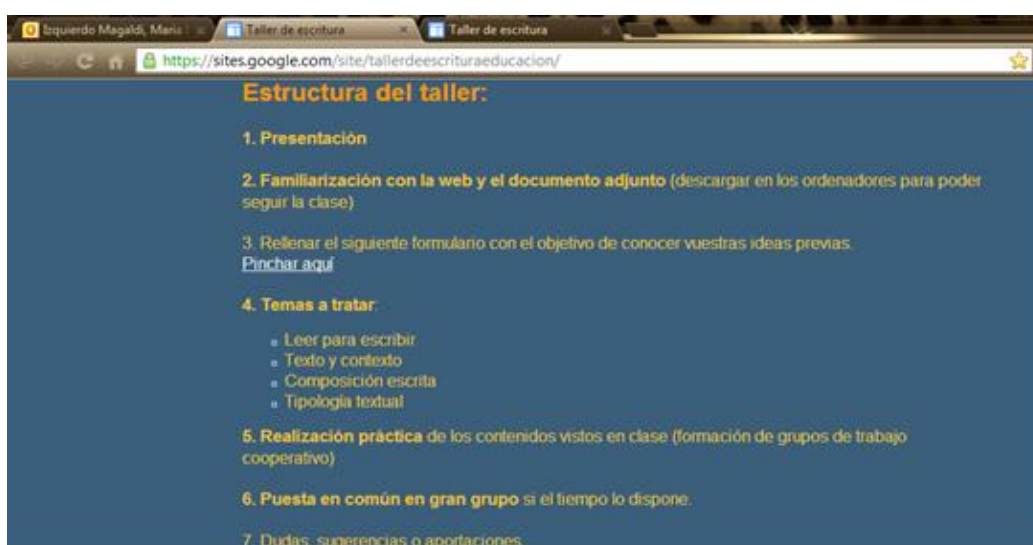 Izquierdo Magaldi, Maria
Taller de escritura
Taller de escritura
https://sites.google.com/site/tallerdeescrituraeducacion/
Estructura del taller:
1. Presentación
2. Familiarización con la web y el documento adjunto (descargar en los ordenadores para poder
seguir la clase)
3. Rellenar el siguiente formulario con el objetivo de conocer vuestras ideas previas.
Pinchar aquí
4. Temas a tratar:
Leer para escribir
Texto y contexto
Composición escrita
Tipología textual
5. Realización práctica de los contenidos vistos en clase (formación de grupos de trabajo
cooperativo)
6. Puesta en común en gran grupo si el tiempo lo dispone.
7. Dudas, sugerencias o aportaciones